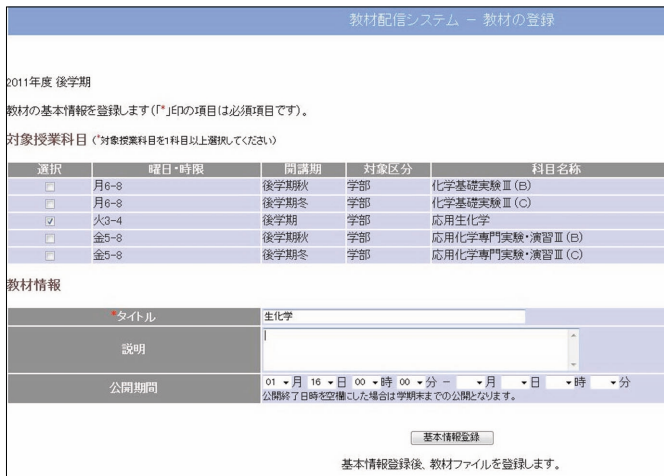 教材配信システム － 教材の登録
2011年度 後学期
教材の基本情報を登録します(「*」印の項目は必須項目です)。
対象授業科目 (*対象授業科目を1科目以上選択してください)
選択 曜日・時限 開講期 対象区分 科目名称
月6-8 後学期秋 学部 化学基礎実験Ⅲ(B)
月6-8 後学期冬 学部 化学基礎実験Ⅲ(C)
火3-4 後学期 学部 応用生化学
金5-8 後学期秋 学部 応用化学専門実験・演習Ⅱ(B)
金5-8 後学期冬 学部 応用化学専門実験・演習Ⅱ(C)
教材情報
*タイトル 生化学
説明
公開期間 01 月 16 日 00 時 00 分 － 月 日 時 分
公開終了日時を空欄にした場合は学期末までの公開となります。
基本情報登録
基本情報登録後、教材ファイルを登録します。